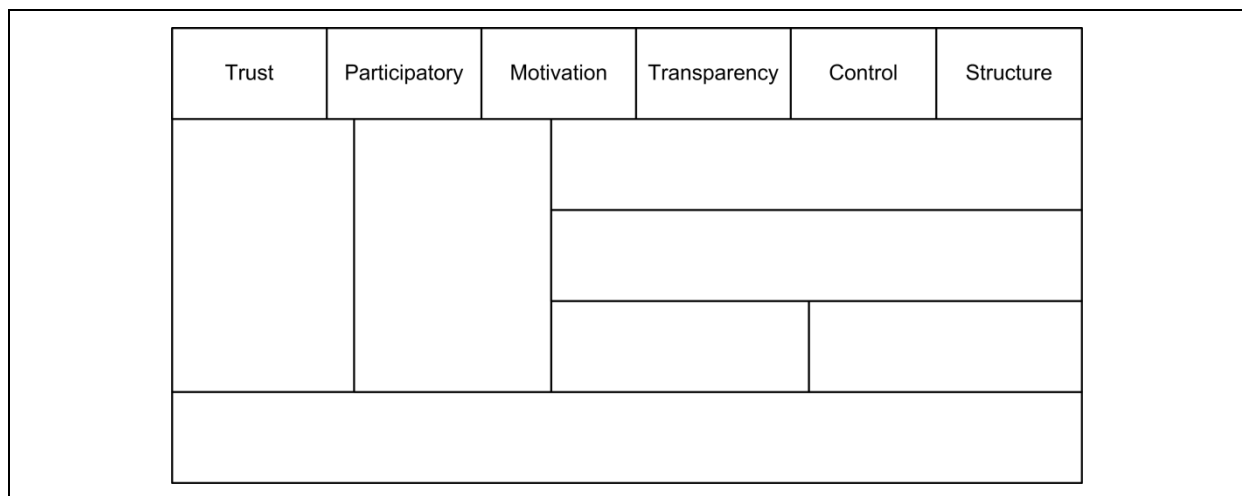 Trust
Participatory
Motivation
Transparency
Control
Structure